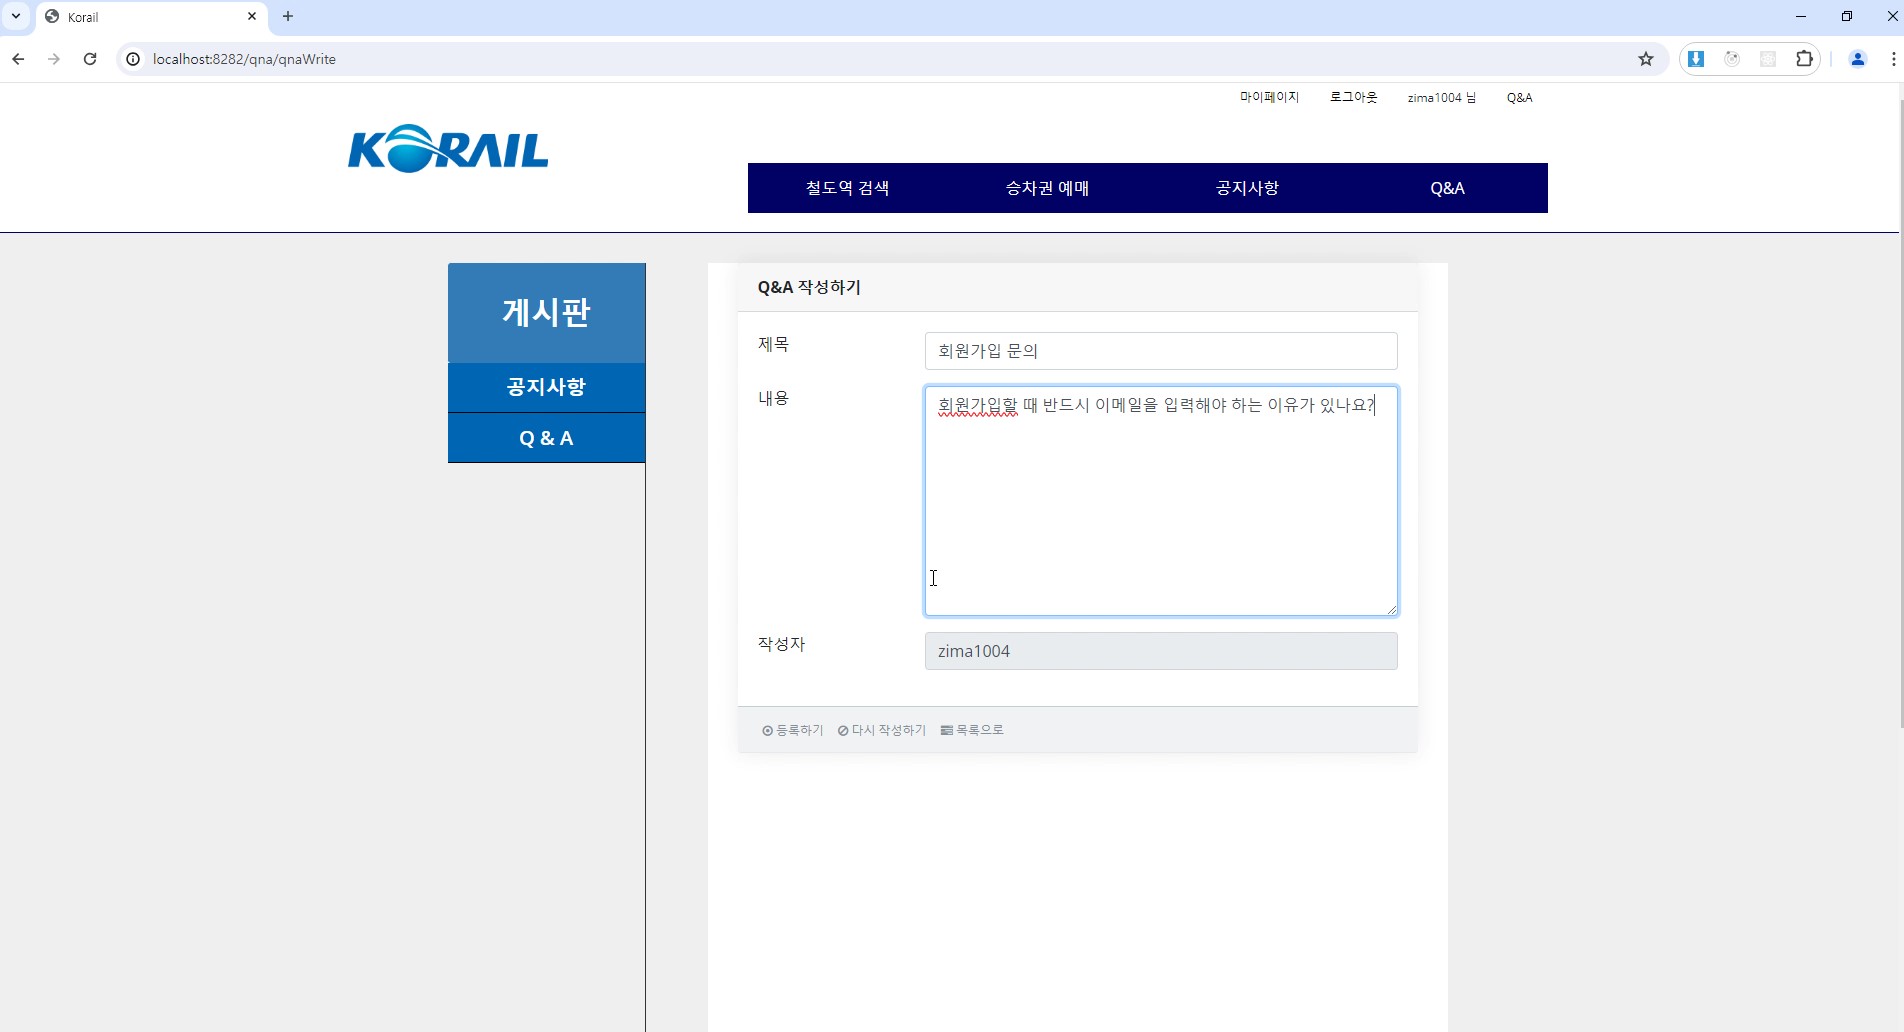 Korail
localhost:8282/qna/qnaWrite
마이페이지 로그아웃 zima1004 님 Q&A
KORAIL
철도역 검색 승차권 예매 공지사항 Q&A
게시판
공지사항
Q & A
Q&A 작성하기
제목
회원가입 문의
내용
회원가입할 때 반드시 이메일을 입력해야 하는 이유가 있나요?
작성자
zima1004
등록하기 다시 작성하기 목록으로